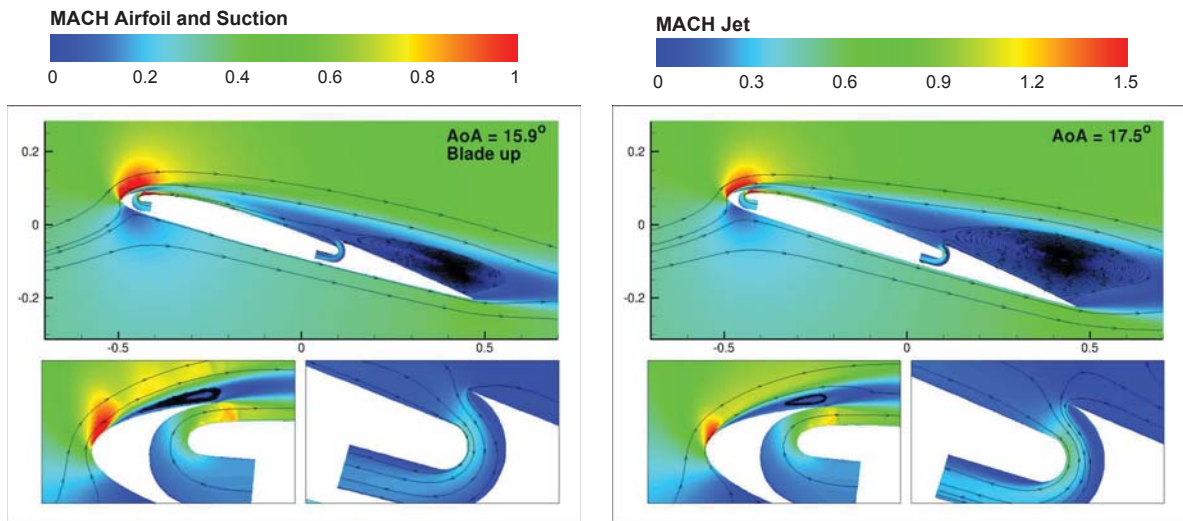 MACH Airfoil and Suction
0 0.2 0.4 0.6 0.8 1
MACH Jet
0 0.3 0.6 0.9 1.2 1.5
AoA = 15.9°
Blade up
0.2
0
-0.2
-0.5 0 0.5
AoA = 17.5°
0.2
0
-0.2
-0.5 0 0.5